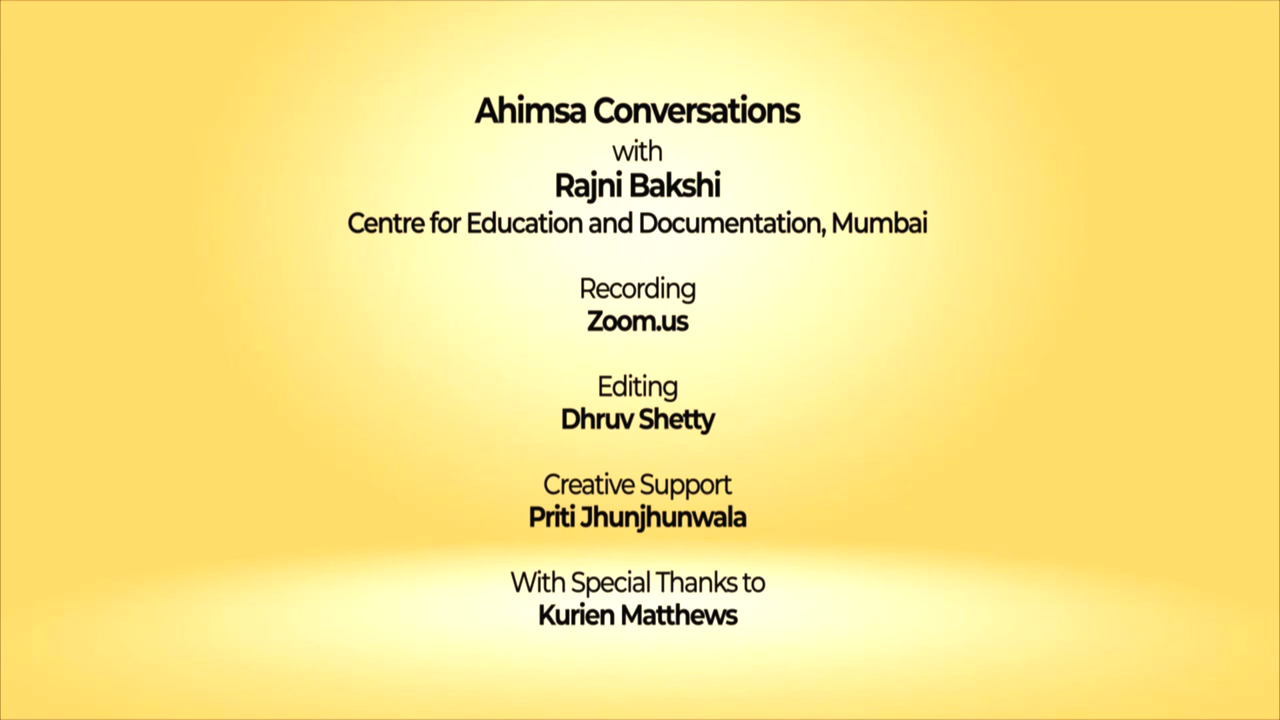 Ahimsa Conversations
with
Rajni Bakshi
Centre for Education and Documentation, Mumbai
Recording
Zoom.us
Editing
Dhruv Shetty
Creative Support
Priti Jhunjhunwala
With Special Thanks to
Kurien Matthews